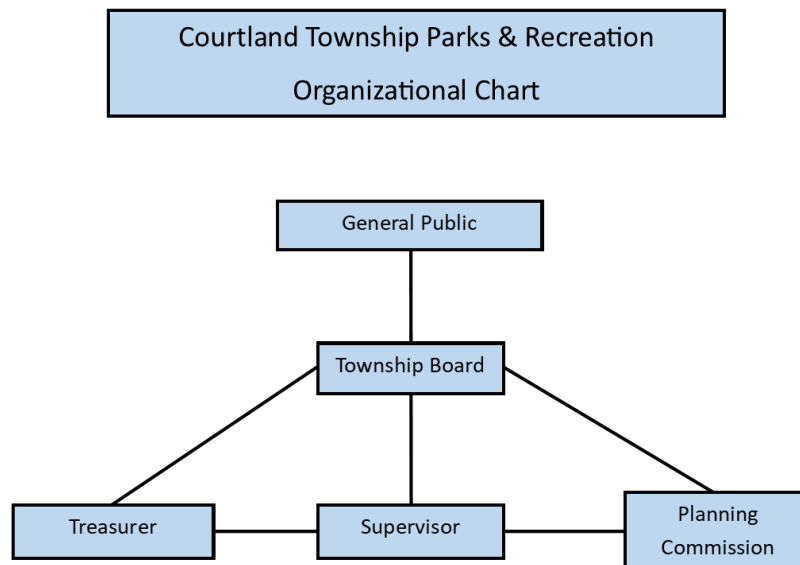 Courtland Township Parks & Recreation
Organizational Chart
General Public
Township Board
Treasurer
Supervisor
Planning
Commission